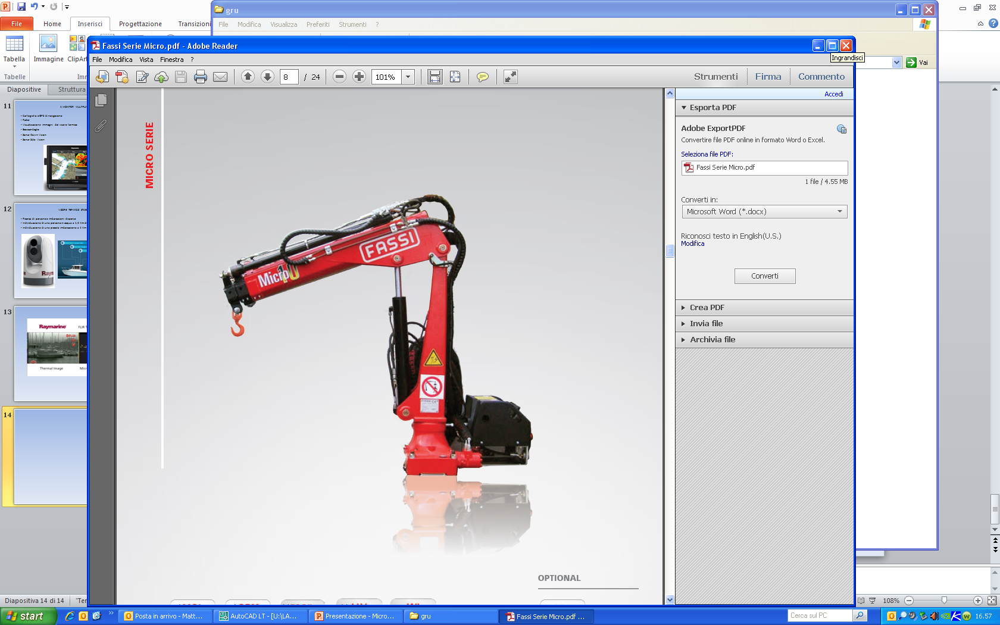 gru
File Home Inserisci Progettazione Transizioni
File Modifica Visualizza Preferiti Strumenti ?
Tabella Immagine ClipArt
Tabelle
Vai
Fassi Serie Micro.pdf - Adobe Reader
Ingrandisci
File Modifica Vista Finestra ?
8 / 24 101% Strumenti Firma Commento
Diapositive Struttura
11
12
13
Raymarine
Thermal Image
14
MICRO SERIE
FASSI
Micro 10
OPTIONAL
Accedi
Esporta PDF
Adobe ExportPDF
Convertire file PDF online in formato Word o Excel.
Seleziona file PDF:
Fassi Serie Micro.pdf
1 file / 4.55 MB
Converti in:
Microsoft Word (*.docx)
Riconosci testo in English(U.S.)
Modifica
Converti
Crea PDF
Invia file
Archivia file
Diapositiva 14 di 14 108%
start Posta in arrivo - Matt... AutoCAD LT - [U:\LA... Presentazione - Micro... gru Fassi Serie Micro.pdf ... Cerca sul PC 16.57